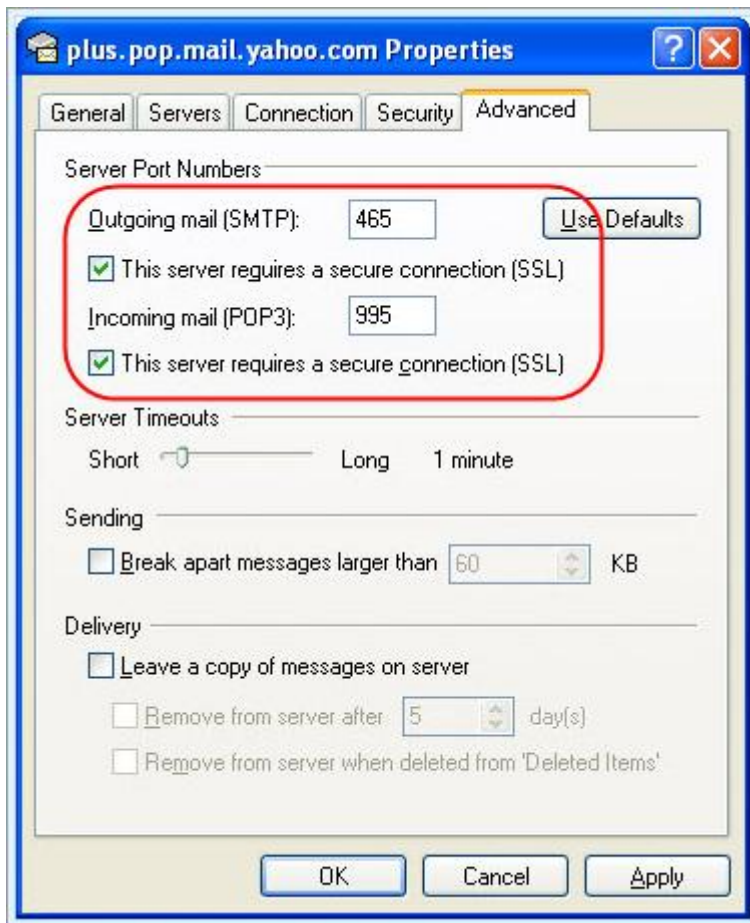 plus.pop.mail.yahoo.com Properties
General Servers Connection Security Advanced
Server Port Numbers
Outgoing mail (SMTP): 465 Use Defaults
This server requires a secure connection (SSL)
Incoming mail (POP3): 995
This server requires a secure connection (SSL)
Server Timeouts
Short Long 1 minute
Sending
Break apart messages larger than 60 KB
Delivery
Leave a copy of messages on server
Remove from server after 5 day(s)
Remove from server when deleted from 'Deleted Items'
OK Cancel Apply